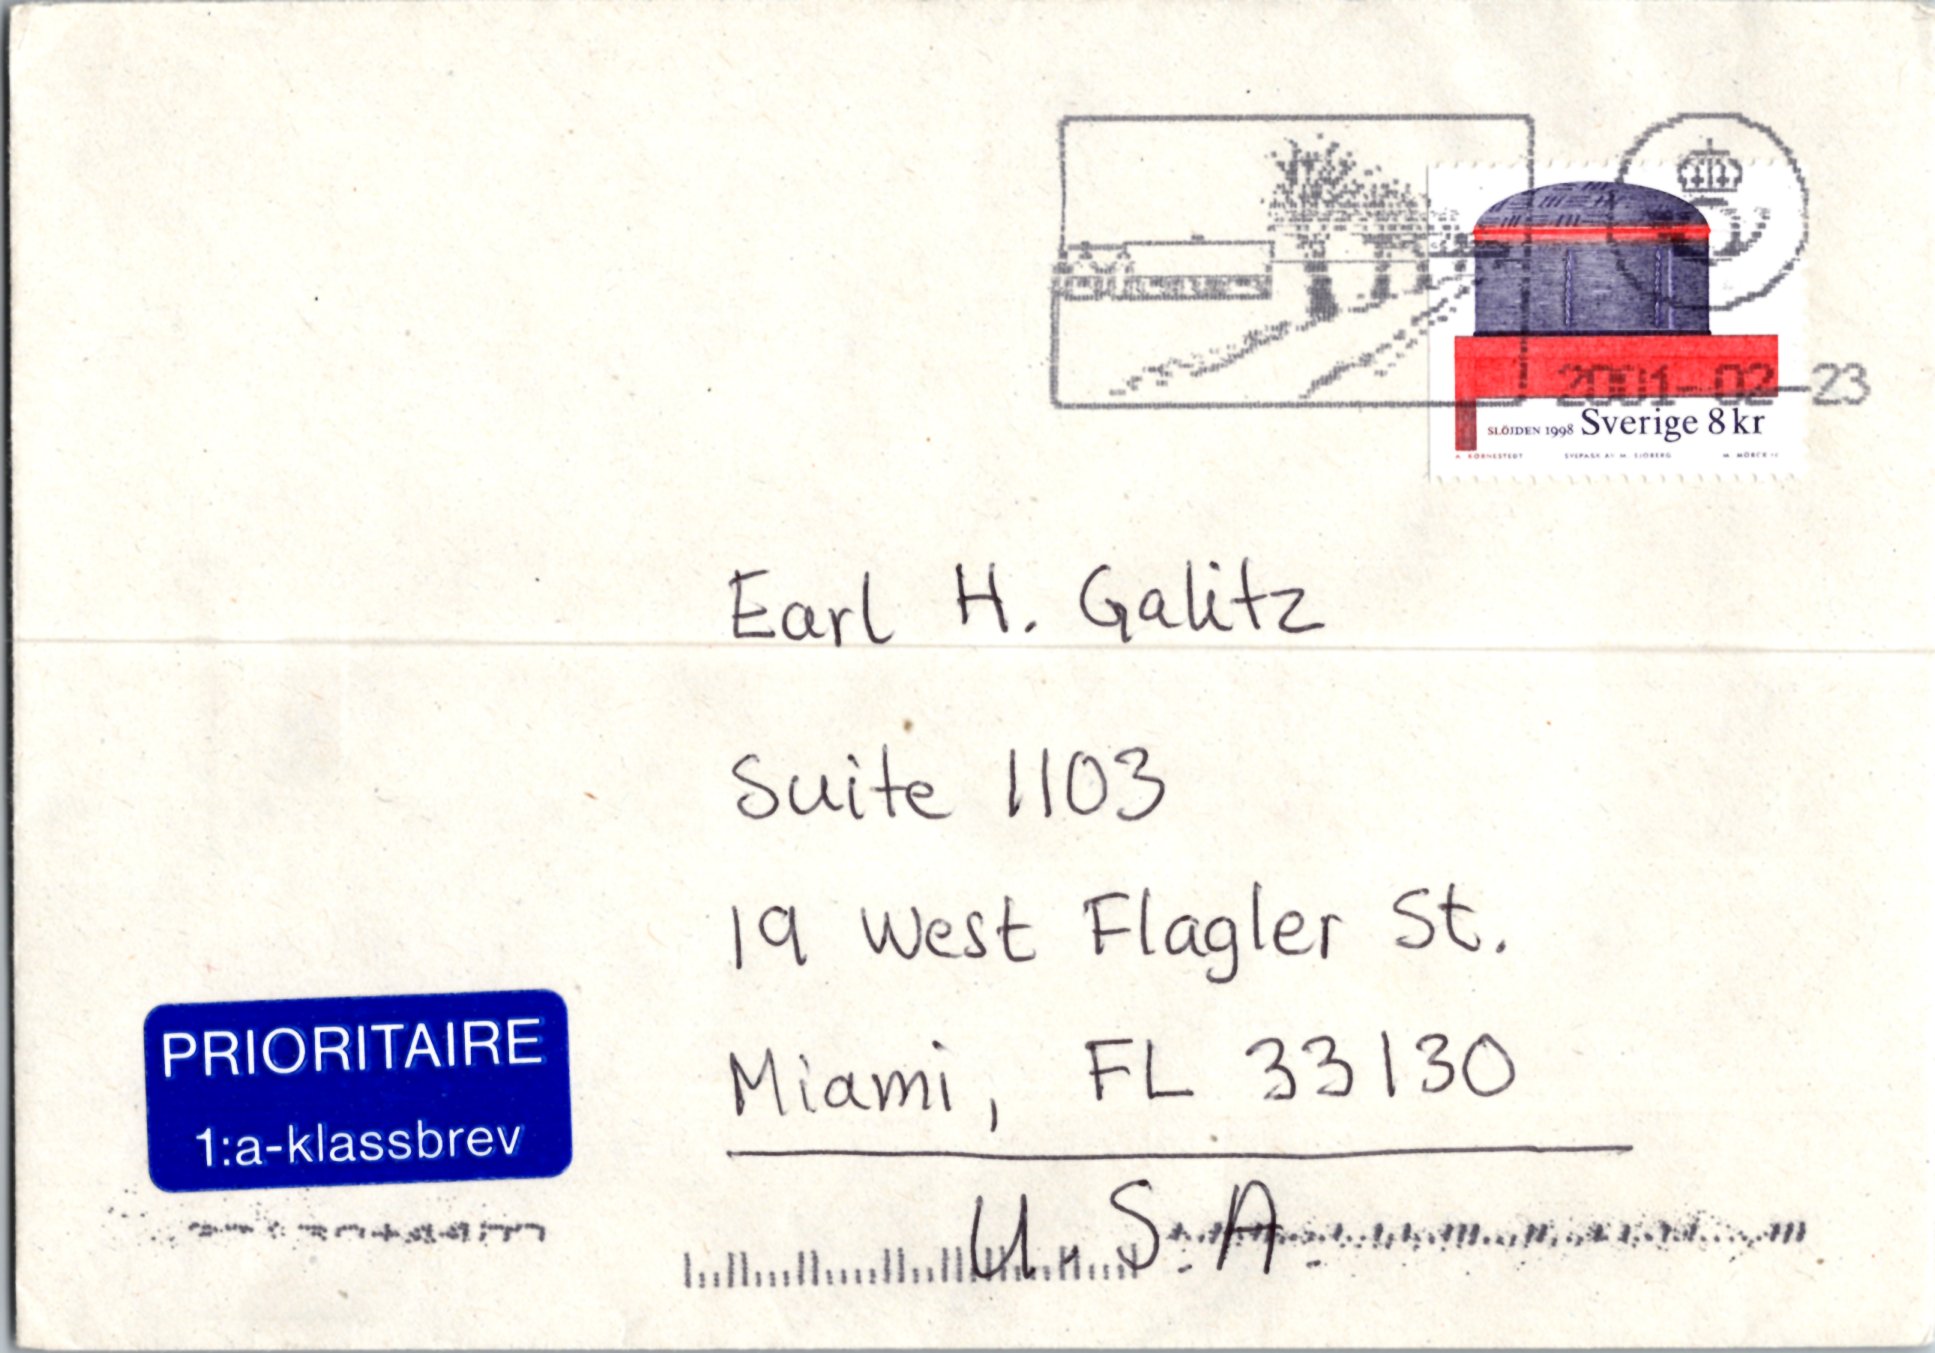 2001-02-23
SLÖJDEN 1998 Sverige 8 kr
Earl H. Galitz
Suite 1103
19 West Flagler St.
Miami, FL 33130
U.S.A.
PRIORITAIRE
1:a-klassbrev